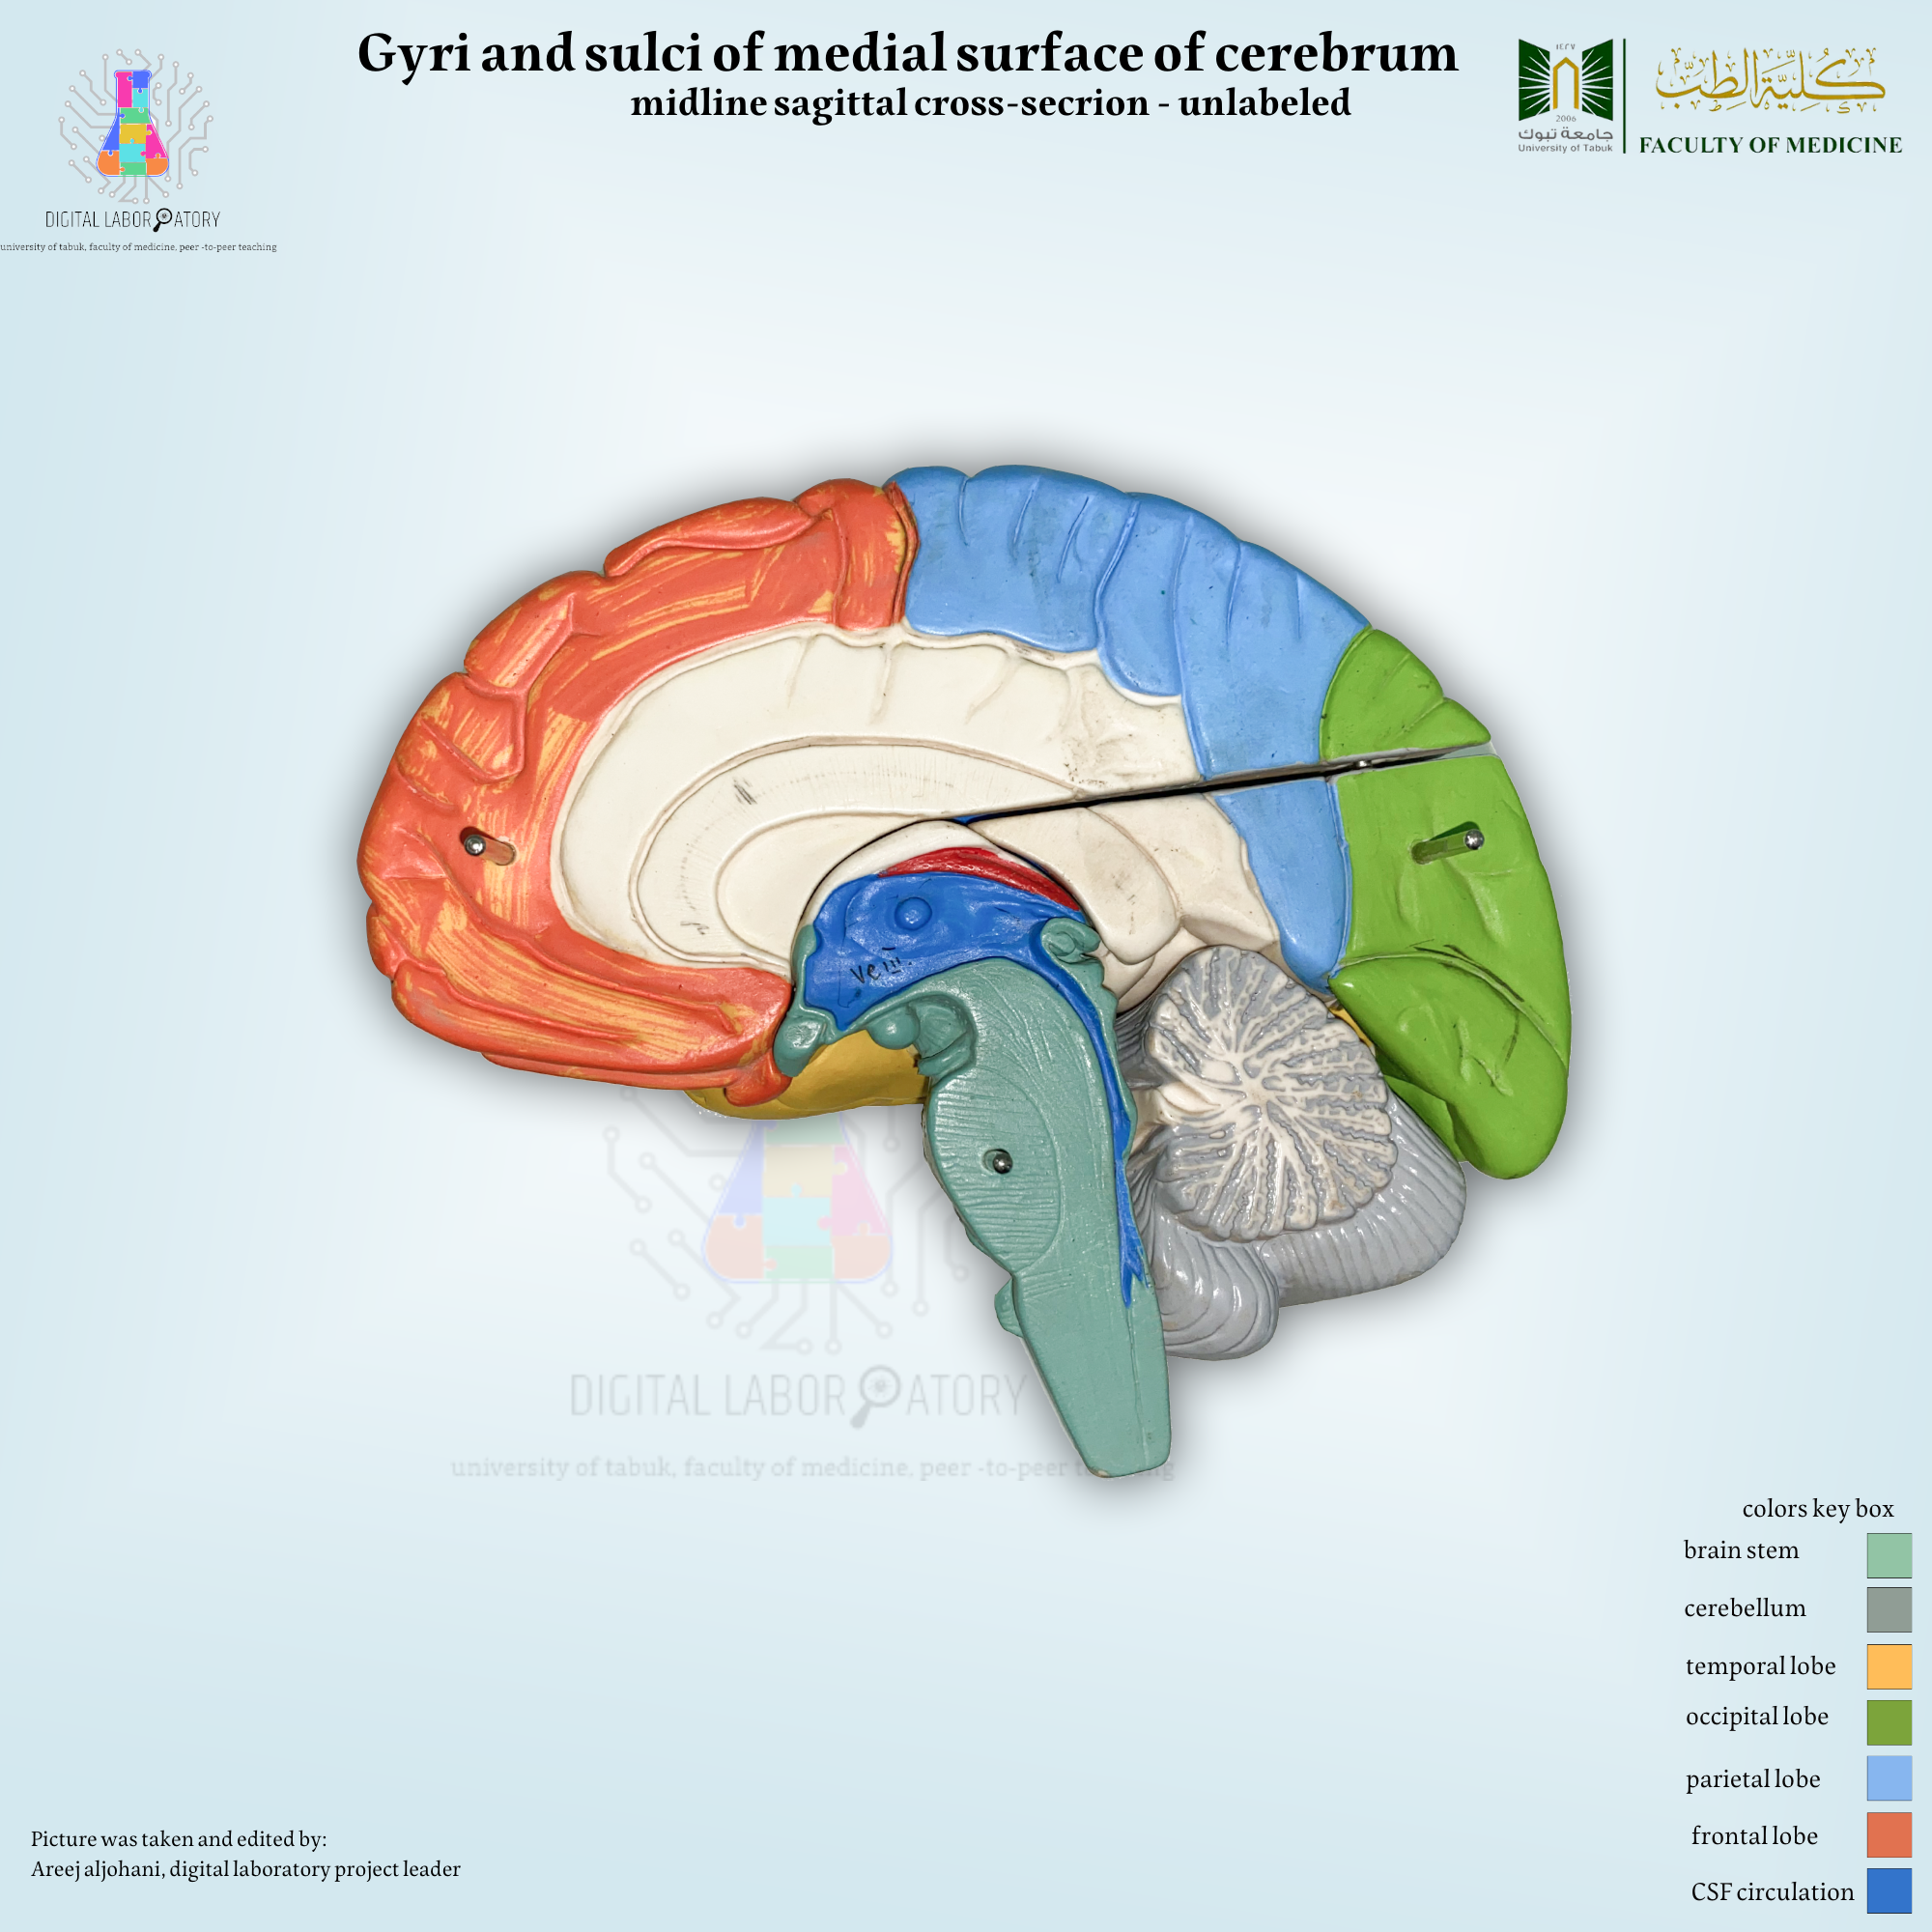 Gyri and sulci of medial surface of cerebrum
midline sagittal cross-secrion - unlabeled
DIGITAL LABORATORY
university of tabuk, faculty of medicine, peer -to-peer teaching
١٤٢٧
2006
جامعة تبوك
University of Tabuk
كلية الطب
FACULTY OF MEDICINE
ve III.
DIGITAL LABORATORY
university of tabuk, faculty of medicine, peer -to-peer
colors key box
brain stem
cerebellum
temporal lobe
occipital lobe
parietal lobe
frontal lobe
CSF circulation
Picture was taken and edited by:
Areej aljohani, digital laboratory project leader